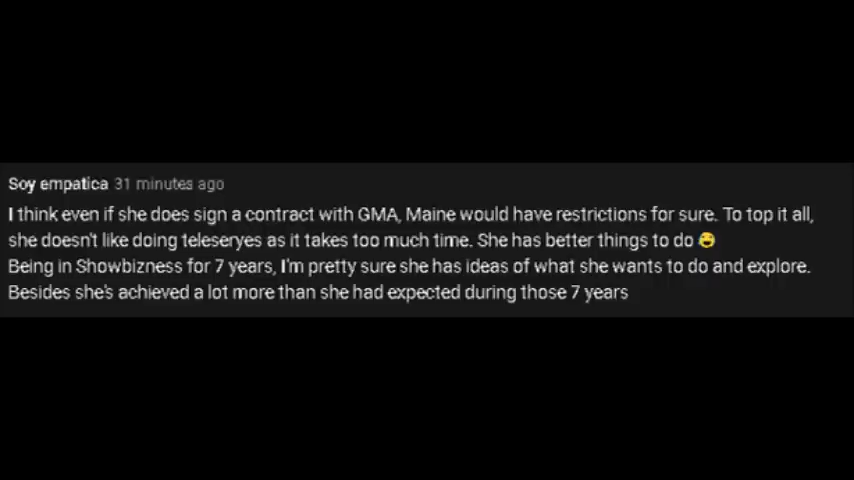 Soy empatica 31 minutes ago
I think even if she does sign a contract with GMA, Maine would have restrictions for sure. To top it all,
she doesn't like doing teleseryes as it takes too much time. She has better things to do 😂
Being in Showbizness for 7 years, I'm pretty sure she has ideas of what she wants to do and explore.
Besides she's achieved a lot more than she had expected during those 7 years